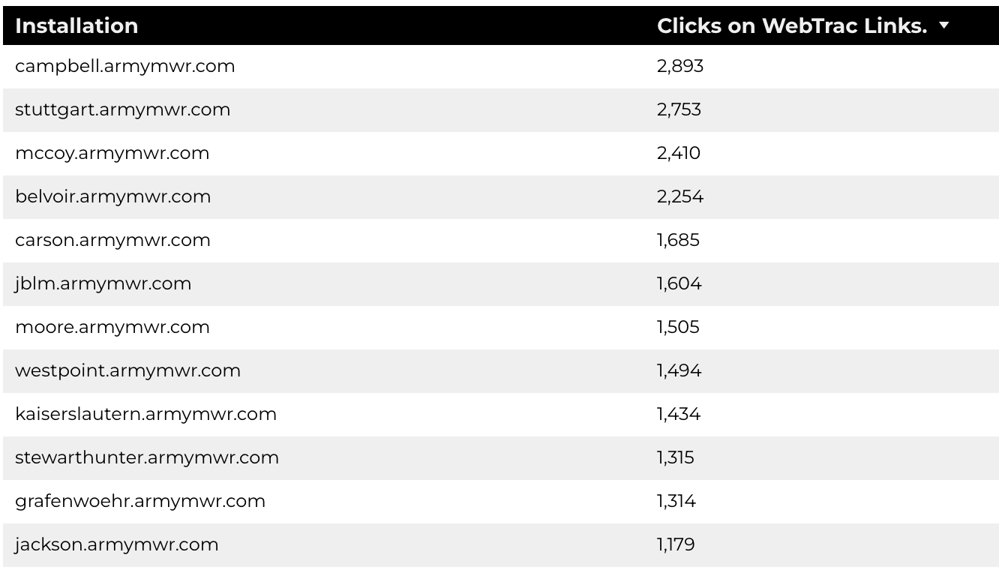 Installation Clicks on WebTrac Links. ▼
campbell.armymwr.com 2,893
stuttgart.armymwr.com 2,753
mccoy.armymwr.com 2,410
belvoir.armymwr.com 2,254
carson.armymwr.com 1,685
jblm.armymwr.com 1,604
moore.armymwr.com 1,505
westpoint.armymwr.com 1,494
kaiserslautern.armymwr.com 1,434
stewarthunter.armymwr.com 1,315
grafenwoehr.armymwr.com 1,314
jackson.armymwr.com 1,179